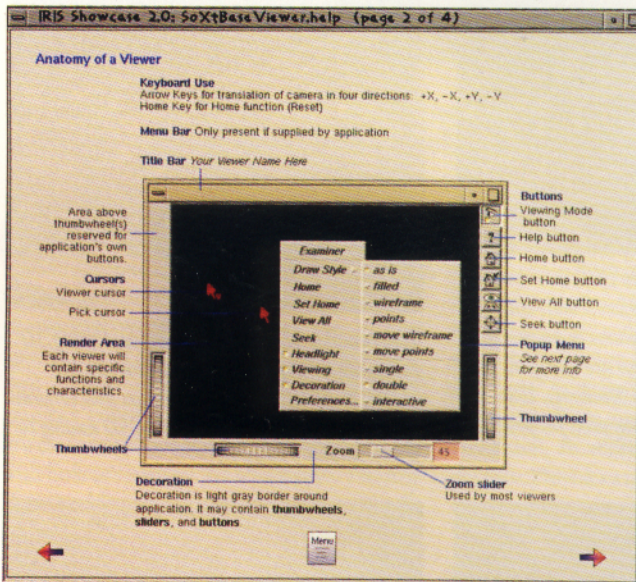 IRIS Showcase 2.0: SoXtBaseViewer.help (page 2 of 4)
Anatomy of a Viewer
Keyboard Use
Arrow Keys for translation of camera in four directions: +X, -X, +Y, -Y
Home Key for Home function (Reset)
Menu Bar Only present if supplied by application
Title Bar Your Viewer Name Here
Area above
thumbwheel(s)
reserved for
application's own
buttons.
Cursors
Viewer cursor
Pick cursor
Render Area
Each viewer will
contain specific
functions and
characteristics.
Thumbwheels
Examiner
Draw Style
Home
Set Home
View All
Seek
Headlight
Viewing
Decoration
Preferences...
as is
filled
wireframe
points
move wireframe
move points
single
double
interactive
Zoom
45
Buttons
Viewing Mode
button
Help button
Home button
Set Home button
View All button
Seek button
Popup Menu
See next page
for more info
Thumbwheel
Decoration
Decoration is light gray border around
application. It may contain thumbwheels,
sliders, and buttons.
Zoom slider
Used by most viewers
Menu